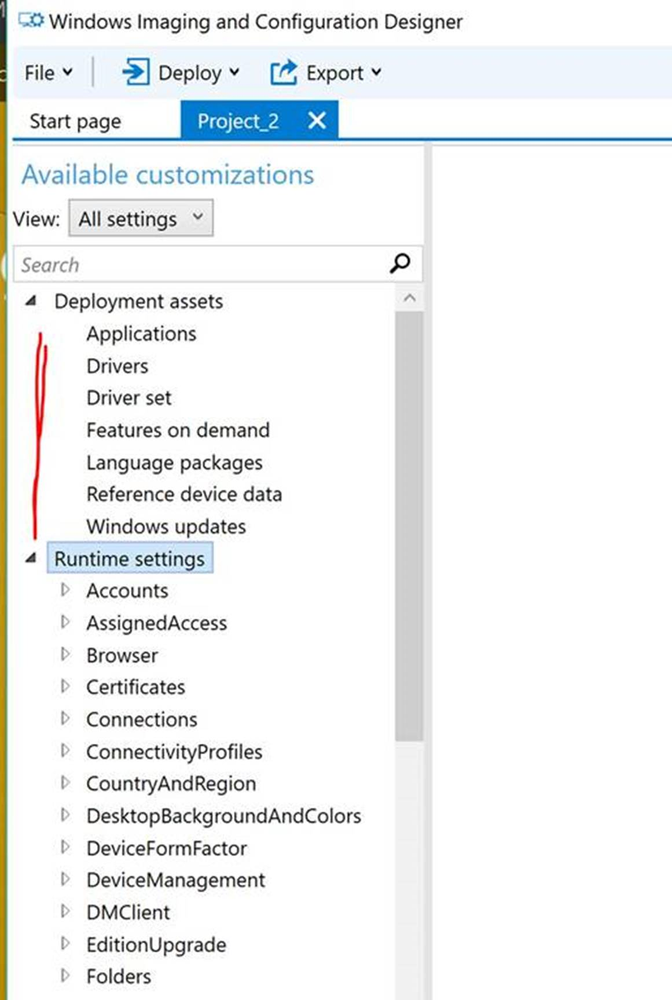 Windows Imaging and Configuration Designer
File Deploy Export
Start page Project_2
Available customizations
View: All settings
Search
Deployment assets
Applications
Drivers
Driver set
Features on demand
Language packages
Reference device data
Windows updates
Runtime settings
Accounts
AssignedAccess
Browser
Certificates
Connections
ConnectivityProfiles
CountryAndRegion
DesktopBackgroundAndColors
DeviceFormFactor
DeviceManagement
DMClient
EditionUpgrade
Folders